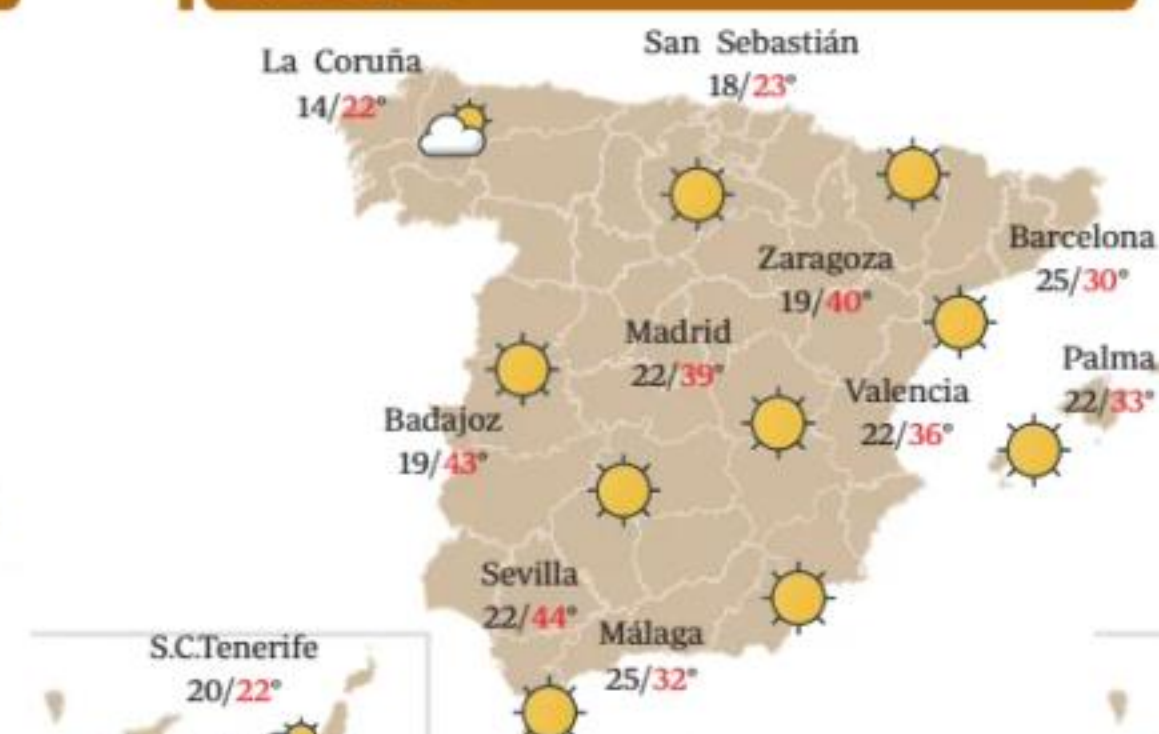 La Coruña
14/22°
San Sebastián
18/23°
Barcelona
25/30°
Zaragoza
19/40°
Madrid
22/39°
Palma
22/33°
Valencia
22/36°
Badajoz
19/43°
Sevilla
22/44°
Málaga
25/32°
S.C.Tenerife
20/22°